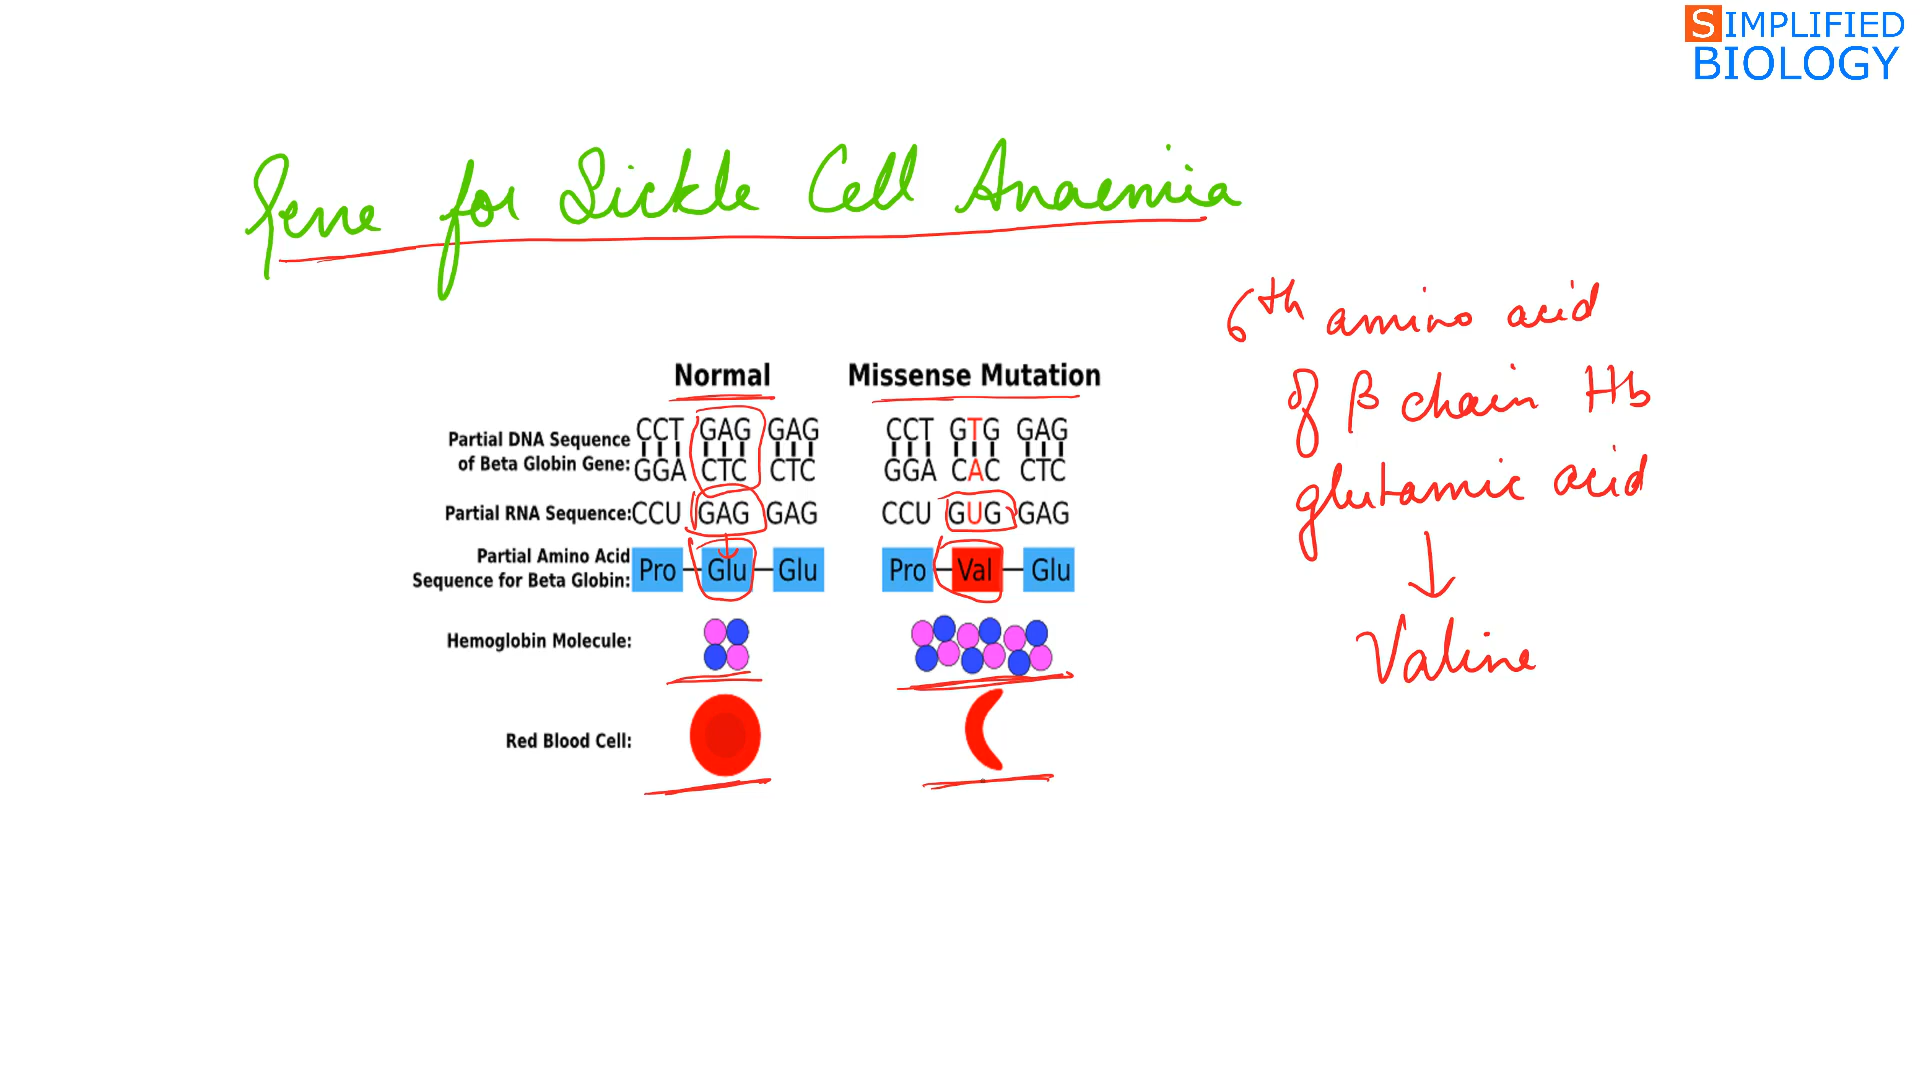 SIMPLIFIED
BIOLOGY
Gene for Sickle Cell Anaemia
6th amino acid
of β chain Hb
glutamic acid
↓
Valine
Normal Missense Mutation
Partial DNA Sequence
of Beta Globin Gene:
CCT GAG GAG CCT GTG GAG
GGA CTC CTC GGA CAC CTC
Partial RNA Sequence: CCU GAG GAG CCU GUG GAG
Partial Amino Acid
Sequence for Beta Globin:
Pro Glu Glu Pro Val Glu
Hemoglobin Molecule:
Red Blood Cell: